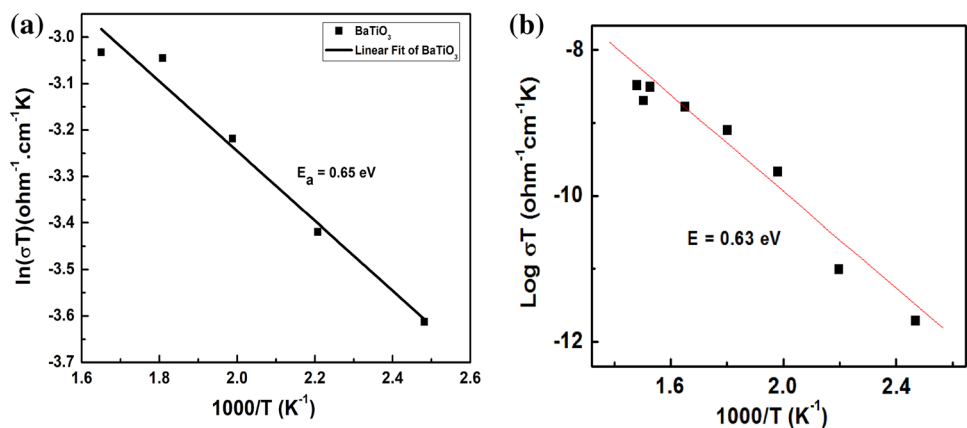 (a)
-3.0
-3.1
-3.2
-3.3
-3.4
-3.5
-3.6
-3.7
ln(σT)(ohm⁻¹.cm⁻¹K)
BaTiO₃
Linear Fit of BaTiO₃
Eₐ = 0.65 eV
1.6 1.8 2.0 2.2 2.4 2.6
1000/T (K⁻¹)
(b)
-8
-10
-12
Log σT (ohm⁻¹cm⁻¹K)
E = 0.63 eV
1.6 2.0 2.4
1000/T (K⁻¹)